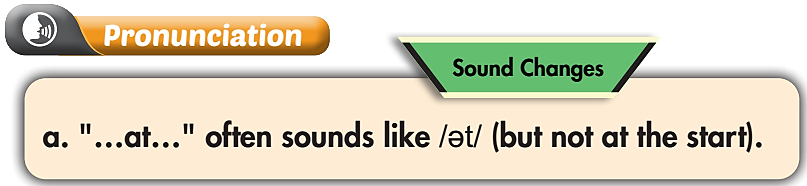 Pronunciation
Sound Changes
a. "...at..." often sounds like /ət/ (but not at the start).